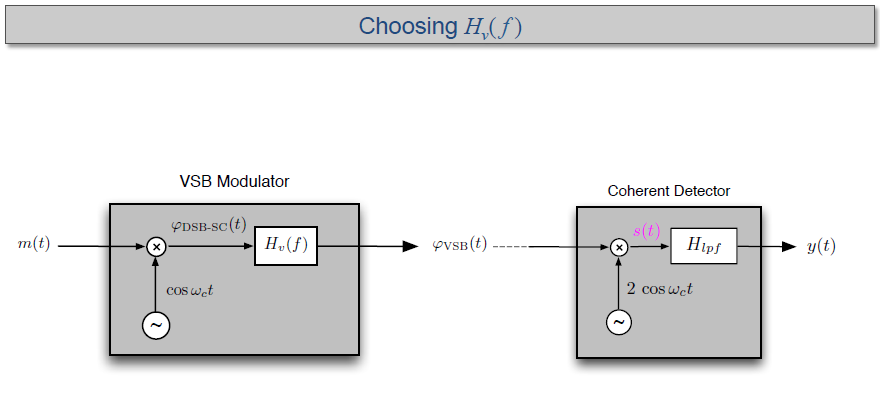 Choosing H_v(f)
VSB Modulator
Coherent Detector
m(t)
φ_DSB-SC(t)
H_v(f)
cos ω_c t
~
φ_VSB(t)
s(t)
H_lpf
y(t)
2 cos ω_c t
~